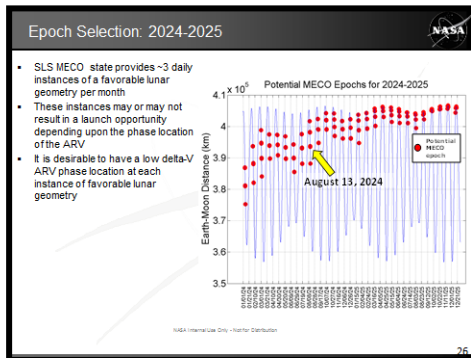 Epoch Selection: 2024-2025
NASA
SLS MECO state provides ~3 daily
instances of a favorable lunar
geometry per month
These instances may or may not
result in a launch opportunity
depending upon the phase location
of the ARV
It is desirable to have a low delta-V
ARV phase location at each
instance of favorable lunar
geometry
Potential MECO Epochs for 2024-2025
4.1 x 10^5
4
3.9
3.8
3.7
3.6
3.5
Earth-Moon Distance (km)
Potential
MECO
epoch
August 13, 2024
NASA Internal Use Only - Not for Distribution
26